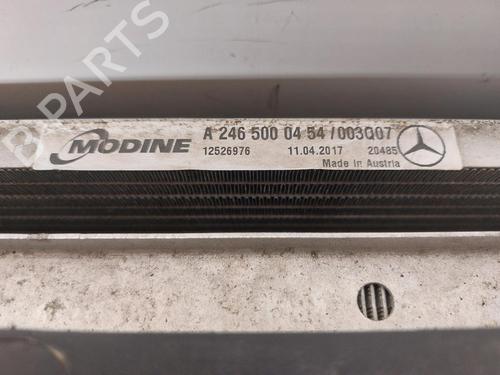 B-PARTS
MODINE
A 246 500 04 54 /003Q07
12526976 11.04.2017 20485
Made in Austria